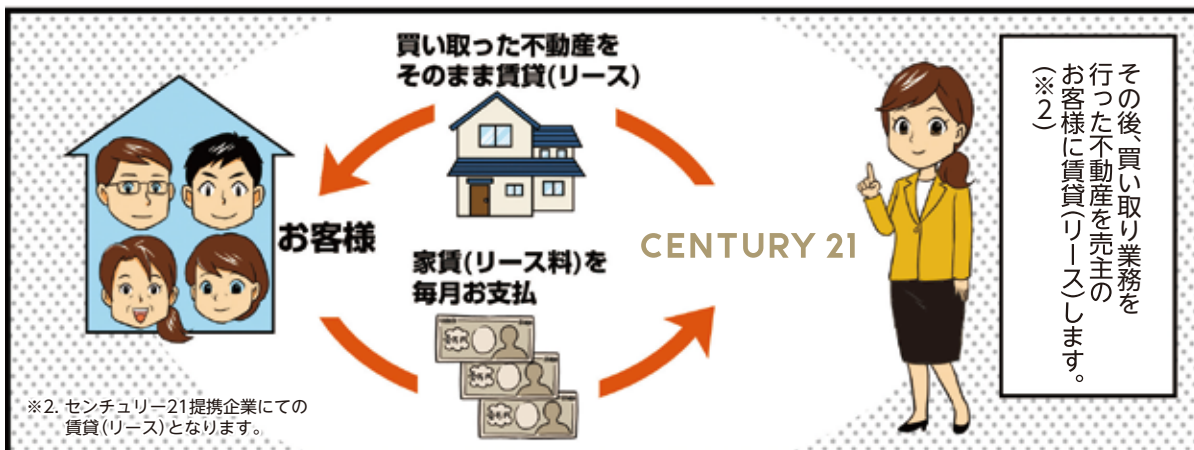 その後、買い取り業務を
行った不動産を売主の
お客様に賃貸(リース)します。
(※2)
買い取った不動産を
そのまま賃貸(リース)
お客様
CENTURY 21
家賃(リース料)を
毎月お支払
※2. センチュリー21提携企業にての
賃貸(リース)となります。